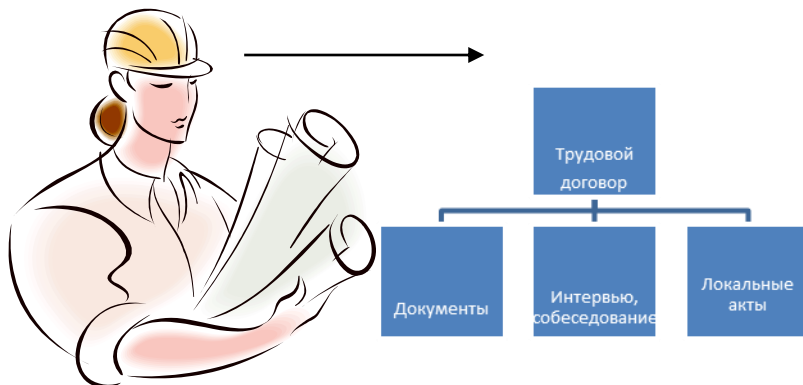 Трудовой
договор
Документы
Интервью,
собеседование
Локальные
акты